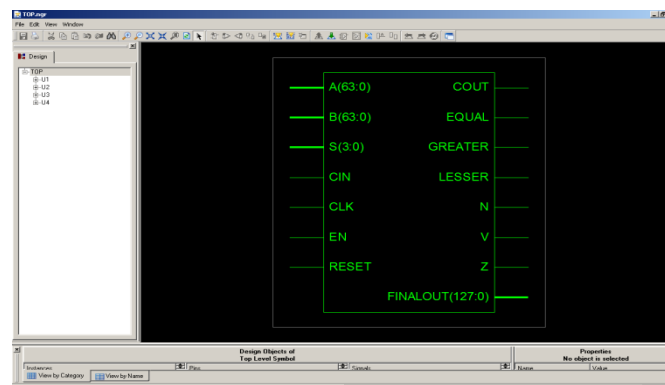 TOP.ngr
File Edit View Window
Design
TOP
U1
U2
U3
U4
A(63:0)
B(63:0)
S(3:0)
CIN
CLK
EN
RESET
COUT
EQUAL
GREATER
LESSER
N
V
Z
FINALOUT(127:0)
Design Objects of
Top Level Symbol
Properties
No object is selected
Instances
Pins
Signals
Name
Value
View by Category
View by Name